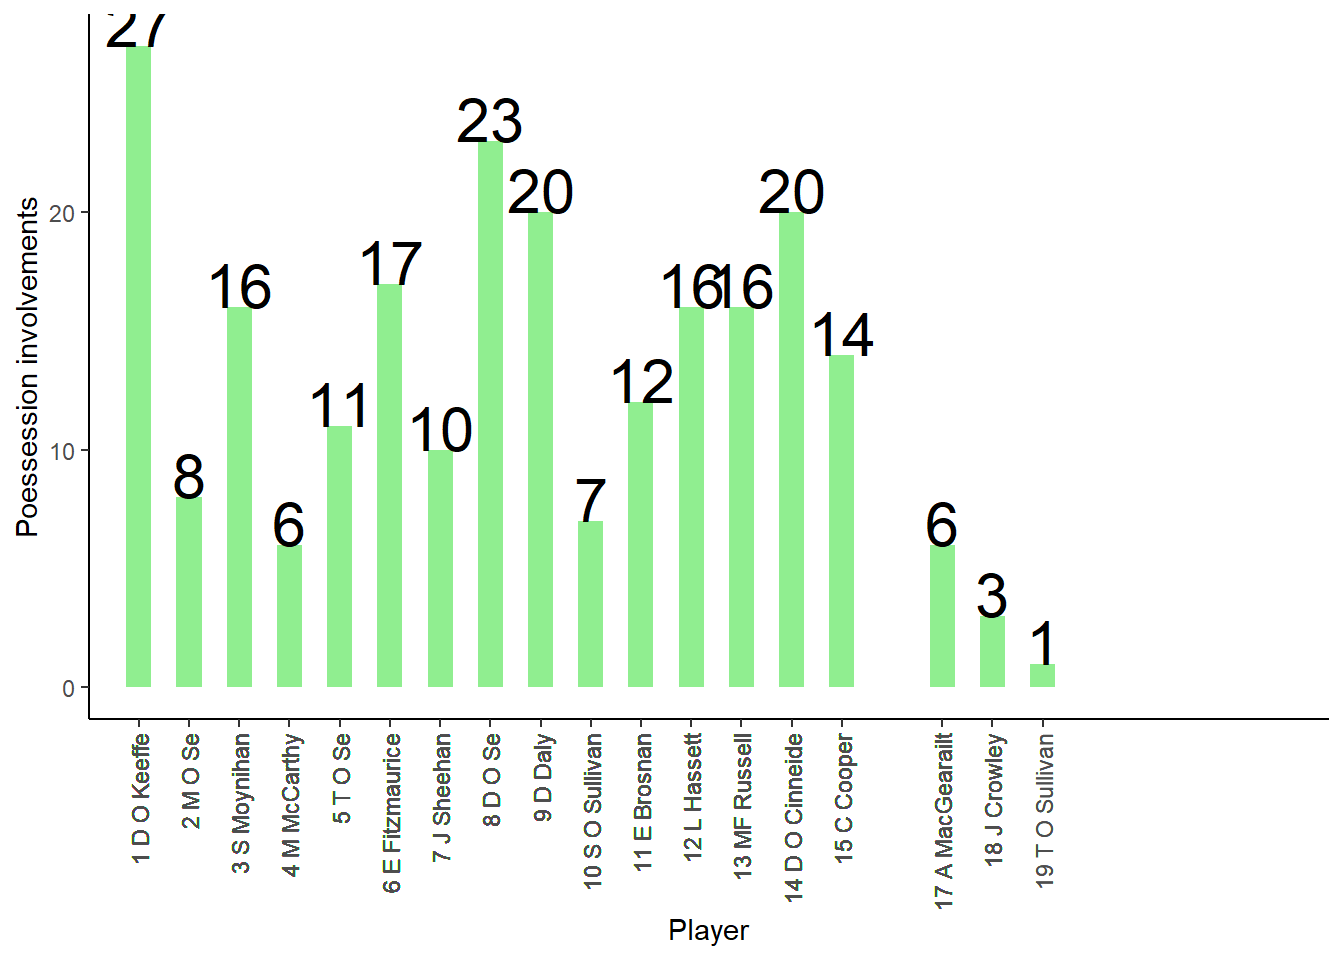 27
23
20
20
17
16
16
16
14
12
11
10
8
7
6
6
3
1
Poessession involvements
20
10
0
1 D O Keeffe
2 M O Se
3 S Moynihan
4 M McCarthy
5 T O Se
6 E Fitzmaurice
7 J Sheehan
8 D O Se
9 D Daly
10 S O Sullivan
11 E Brosnan
12 L Hassett
13 MF Russell
14 D O Cinneide
15 C Cooper
17 A MacGearailt
18 J Crowley
19 T O Sullivan
Player